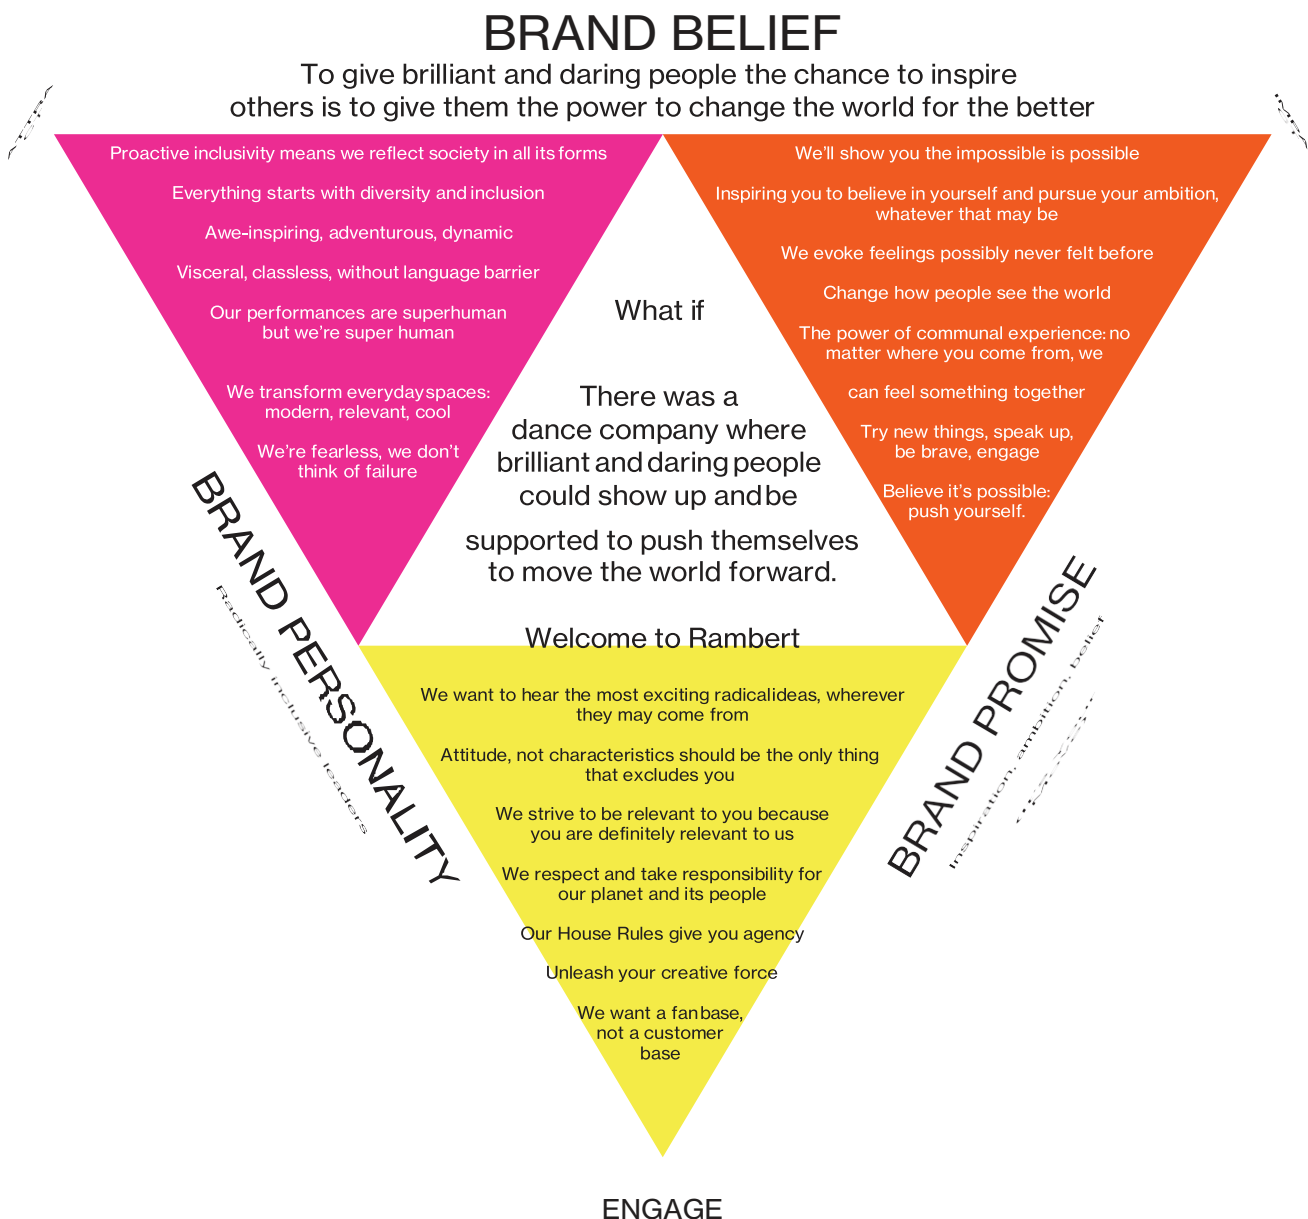 BRAND BELIEF
To give brilliant and daring people the chance to inspire
others is to give them the power to change the world for the better
Proactive inclusivity means we reflect society in all its forms
Everything starts with diversity and inclusion
Awe-inspiring, adventurous, dynamic
Visceral, classless, without language barrier
Our performances are superhuman
but we're super human
We transform everyday spaces:
modern, relevant, cool
We're fearless, we don't
think of failure
We'll show you the impossible is possible
Inspiring you to believe in yourself and pursue your ambition,
whatever that may be
We evoke feelings possibly never felt before
Change how people see the world
The power of communal experience: no
matter where you come from, we
can feel something together
Try new things, speak up,
be brave, engage
Believe it's possible:
push yourself.
What if
There was a
dance company where
brilliant and daring people
could show up and be
supported to push themselves
to move the world forward.
Welcome to Rambert
BRAND PERSONALITY
Radically inclusive leaders
BRAND PROMISE
Inspiration, ambition, belief
We want to hear the most exciting radical ideas, wherever
they may come from
Attitude, not characteristics should be the only thing
that excludes you
We strive to be relevant to you because
you are definitely relevant to us
We respect and take responsibility for
our planet and its people
Our House Rules give you agency
Unleash your creative force
We want a fan base,
not a customer
base
ENGAGE